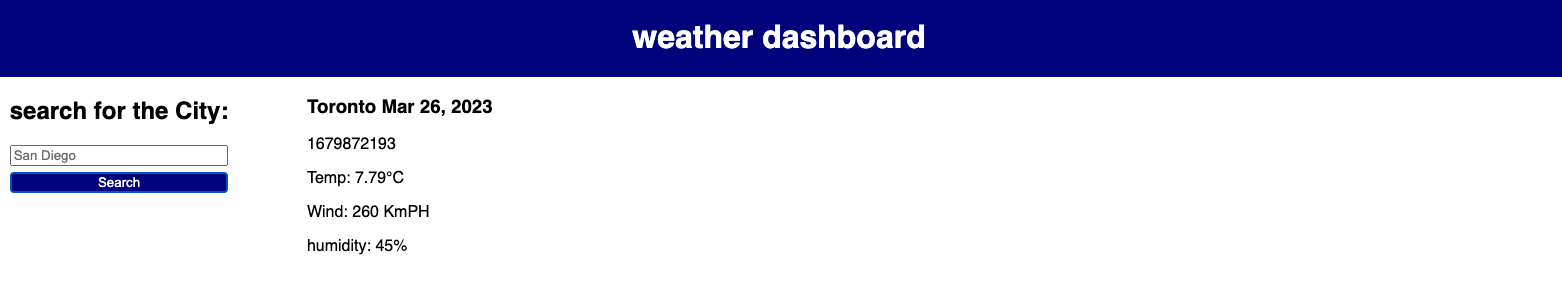 weather dashboard
search for the City:
San Diego
Search
Toronto Mar 26, 2023
1679872193
Temp: 7.79°C
Wind: 260 KmPH
humidity: 45%